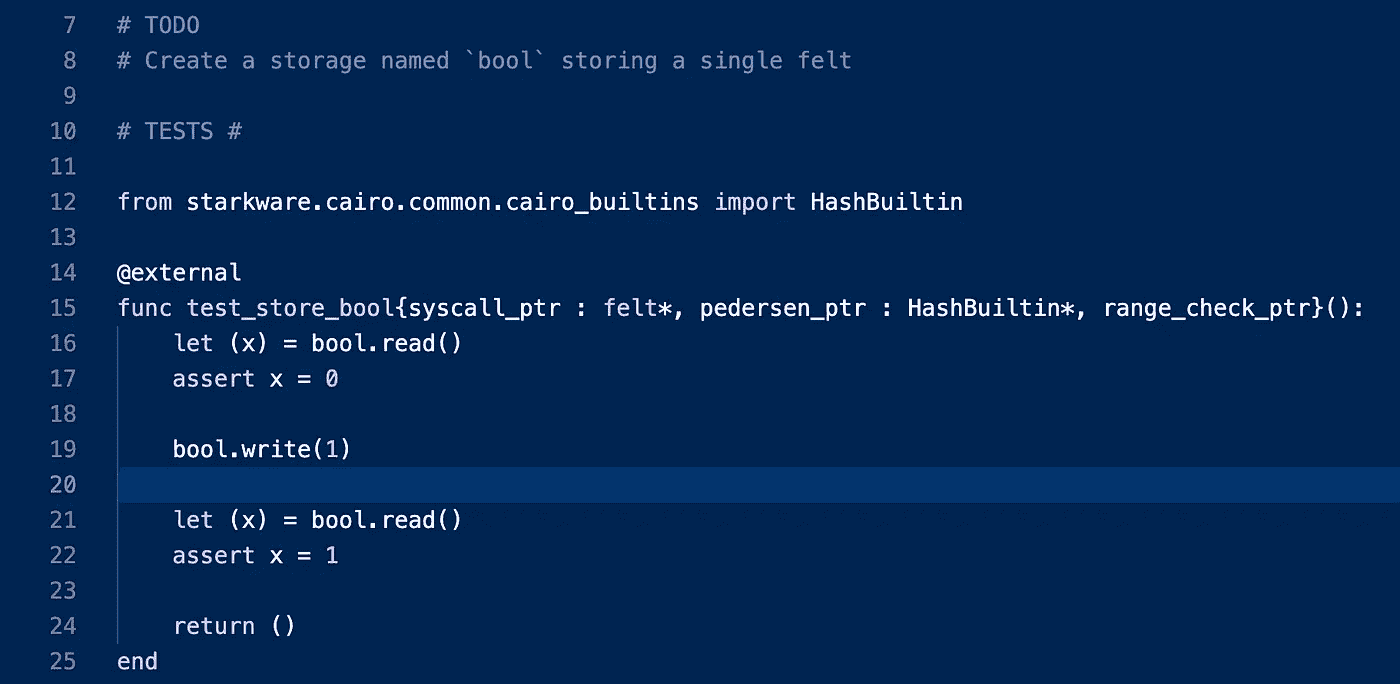 7 # TODO
8 # Create a storage named `bool` storing a single felt
9
10 # TESTS #
11
12 from starkware.cairo.common.cairo_builtins import HashBuiltin
13
14 @external
15 func test_store_bool{syscall_ptr : felt*, pedersen_ptr : HashBuiltin*, range_check_ptr}():
16     let (x) = bool.read()
17     assert x = 0
18
19     bool.write(1)
20
21     let (x) = bool.read()
22     assert x = 1
23
24     return ()
25 end